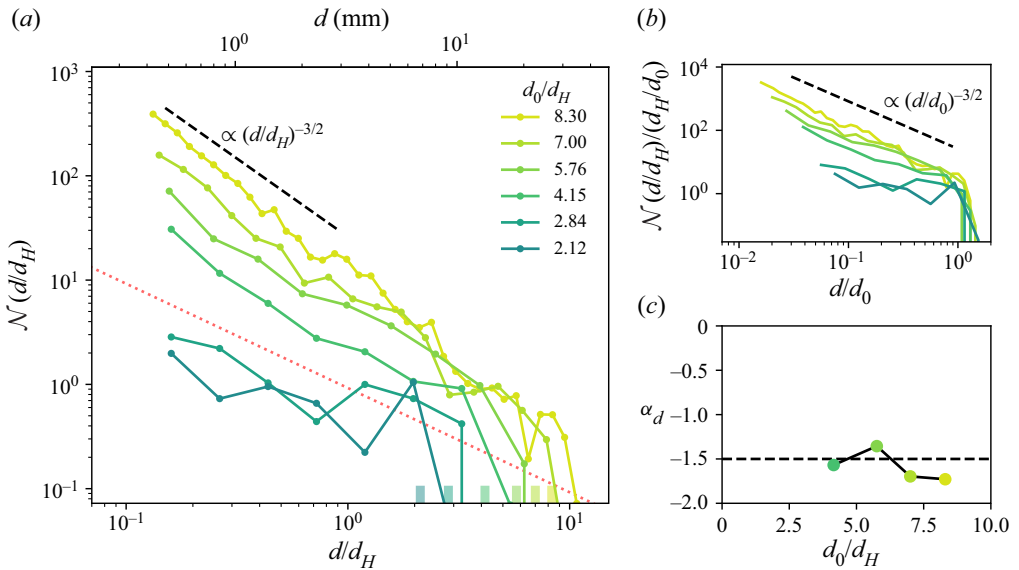 (a)
d (mm)
10^0 10^1
10^3
10^2
10^1
10^0
10^−1
𝒩 (d/d_H)
∝ (d/d_H)^−3/2
d_0/d_H
8.30
7.00
5.76
4.15
2.84
2.12
10^−1 10^0 10^1
d/d_H
(b)
10^4
10^2
10^0
𝒩 (d/d_H)/(d_H/d_0)
∝ (d/d_0)^−3/2
10^−2 10^−1 10^0
d/d_0
(c)
0
−0.5
−1.0
−1.5
−2.0
α_d
0 2.5 5.0 7.5 10.0
d_0/d_H